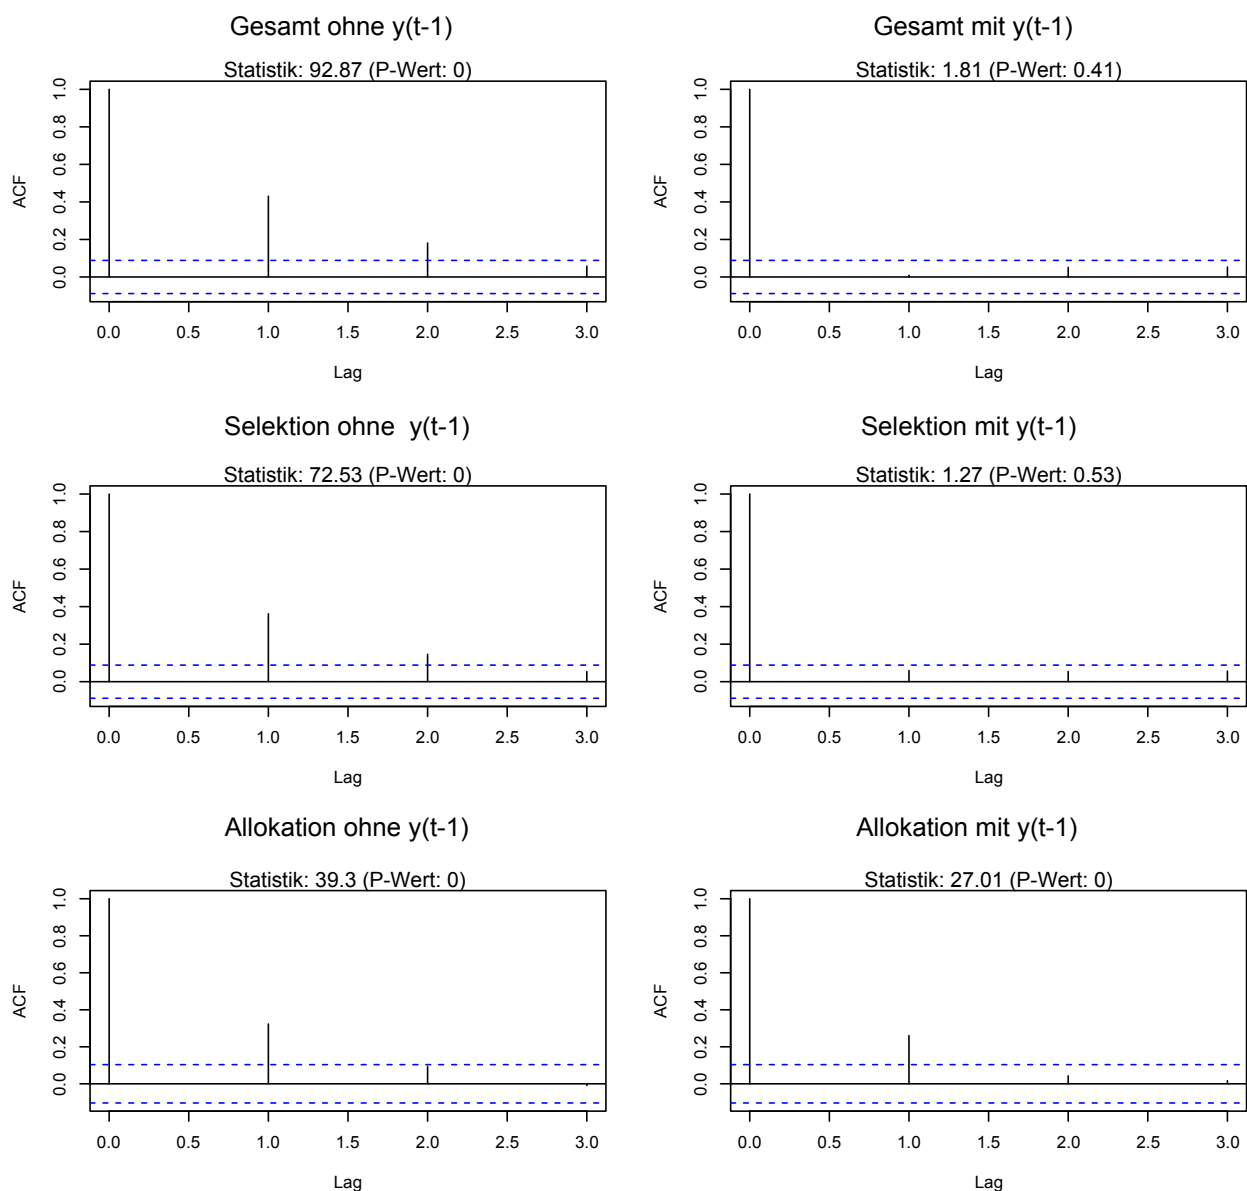 Gesamt ohne y(t-1)
Statistik: 92.87 (P-Wert: 0)
ACF
0.0 0.2 0.4 0.6 0.8 1.0
0.0 0.5 1.0 1.5 2.0 2.5 3.0
Lag
Gesamt mit y(t-1)
Statistik: 1.81 (P-Wert: 0.41)
ACF
0.0 0.2 0.4 0.6 0.8 1.0
0.0 0.5 1.0 1.5 2.0 2.5 3.0
Lag
Selektion ohne  y(t-1)
Statistik: 72.53 (P-Wert: 0)
ACF
0.0 0.2 0.4 0.6 0.8 1.0
0.0 0.5 1.0 1.5 2.0 2.5 3.0
Lag
Selektion mit y(t-1)
Statistik: 1.27 (P-Wert: 0.53)
ACF
0.0 0.2 0.4 0.6 0.8 1.0
0.0 0.5 1.0 1.5 2.0 2.5 3.0
Lag
Allokation ohne y(t-1)
Statistik: 39.3 (P-Wert: 0)
ACF
0.0 0.2 0.4 0.6 0.8 1.0
0.0 0.5 1.0 1.5 2.0 2.5 3.0
Lag
Allokation mit y(t-1)
Statistik: 27.01 (P-Wert: 0)
ACF
0.0 0.2 0.4 0.6 0.8 1.0
0.0 0.5 1.0 1.5 2.0 2.5 3.0
Lag